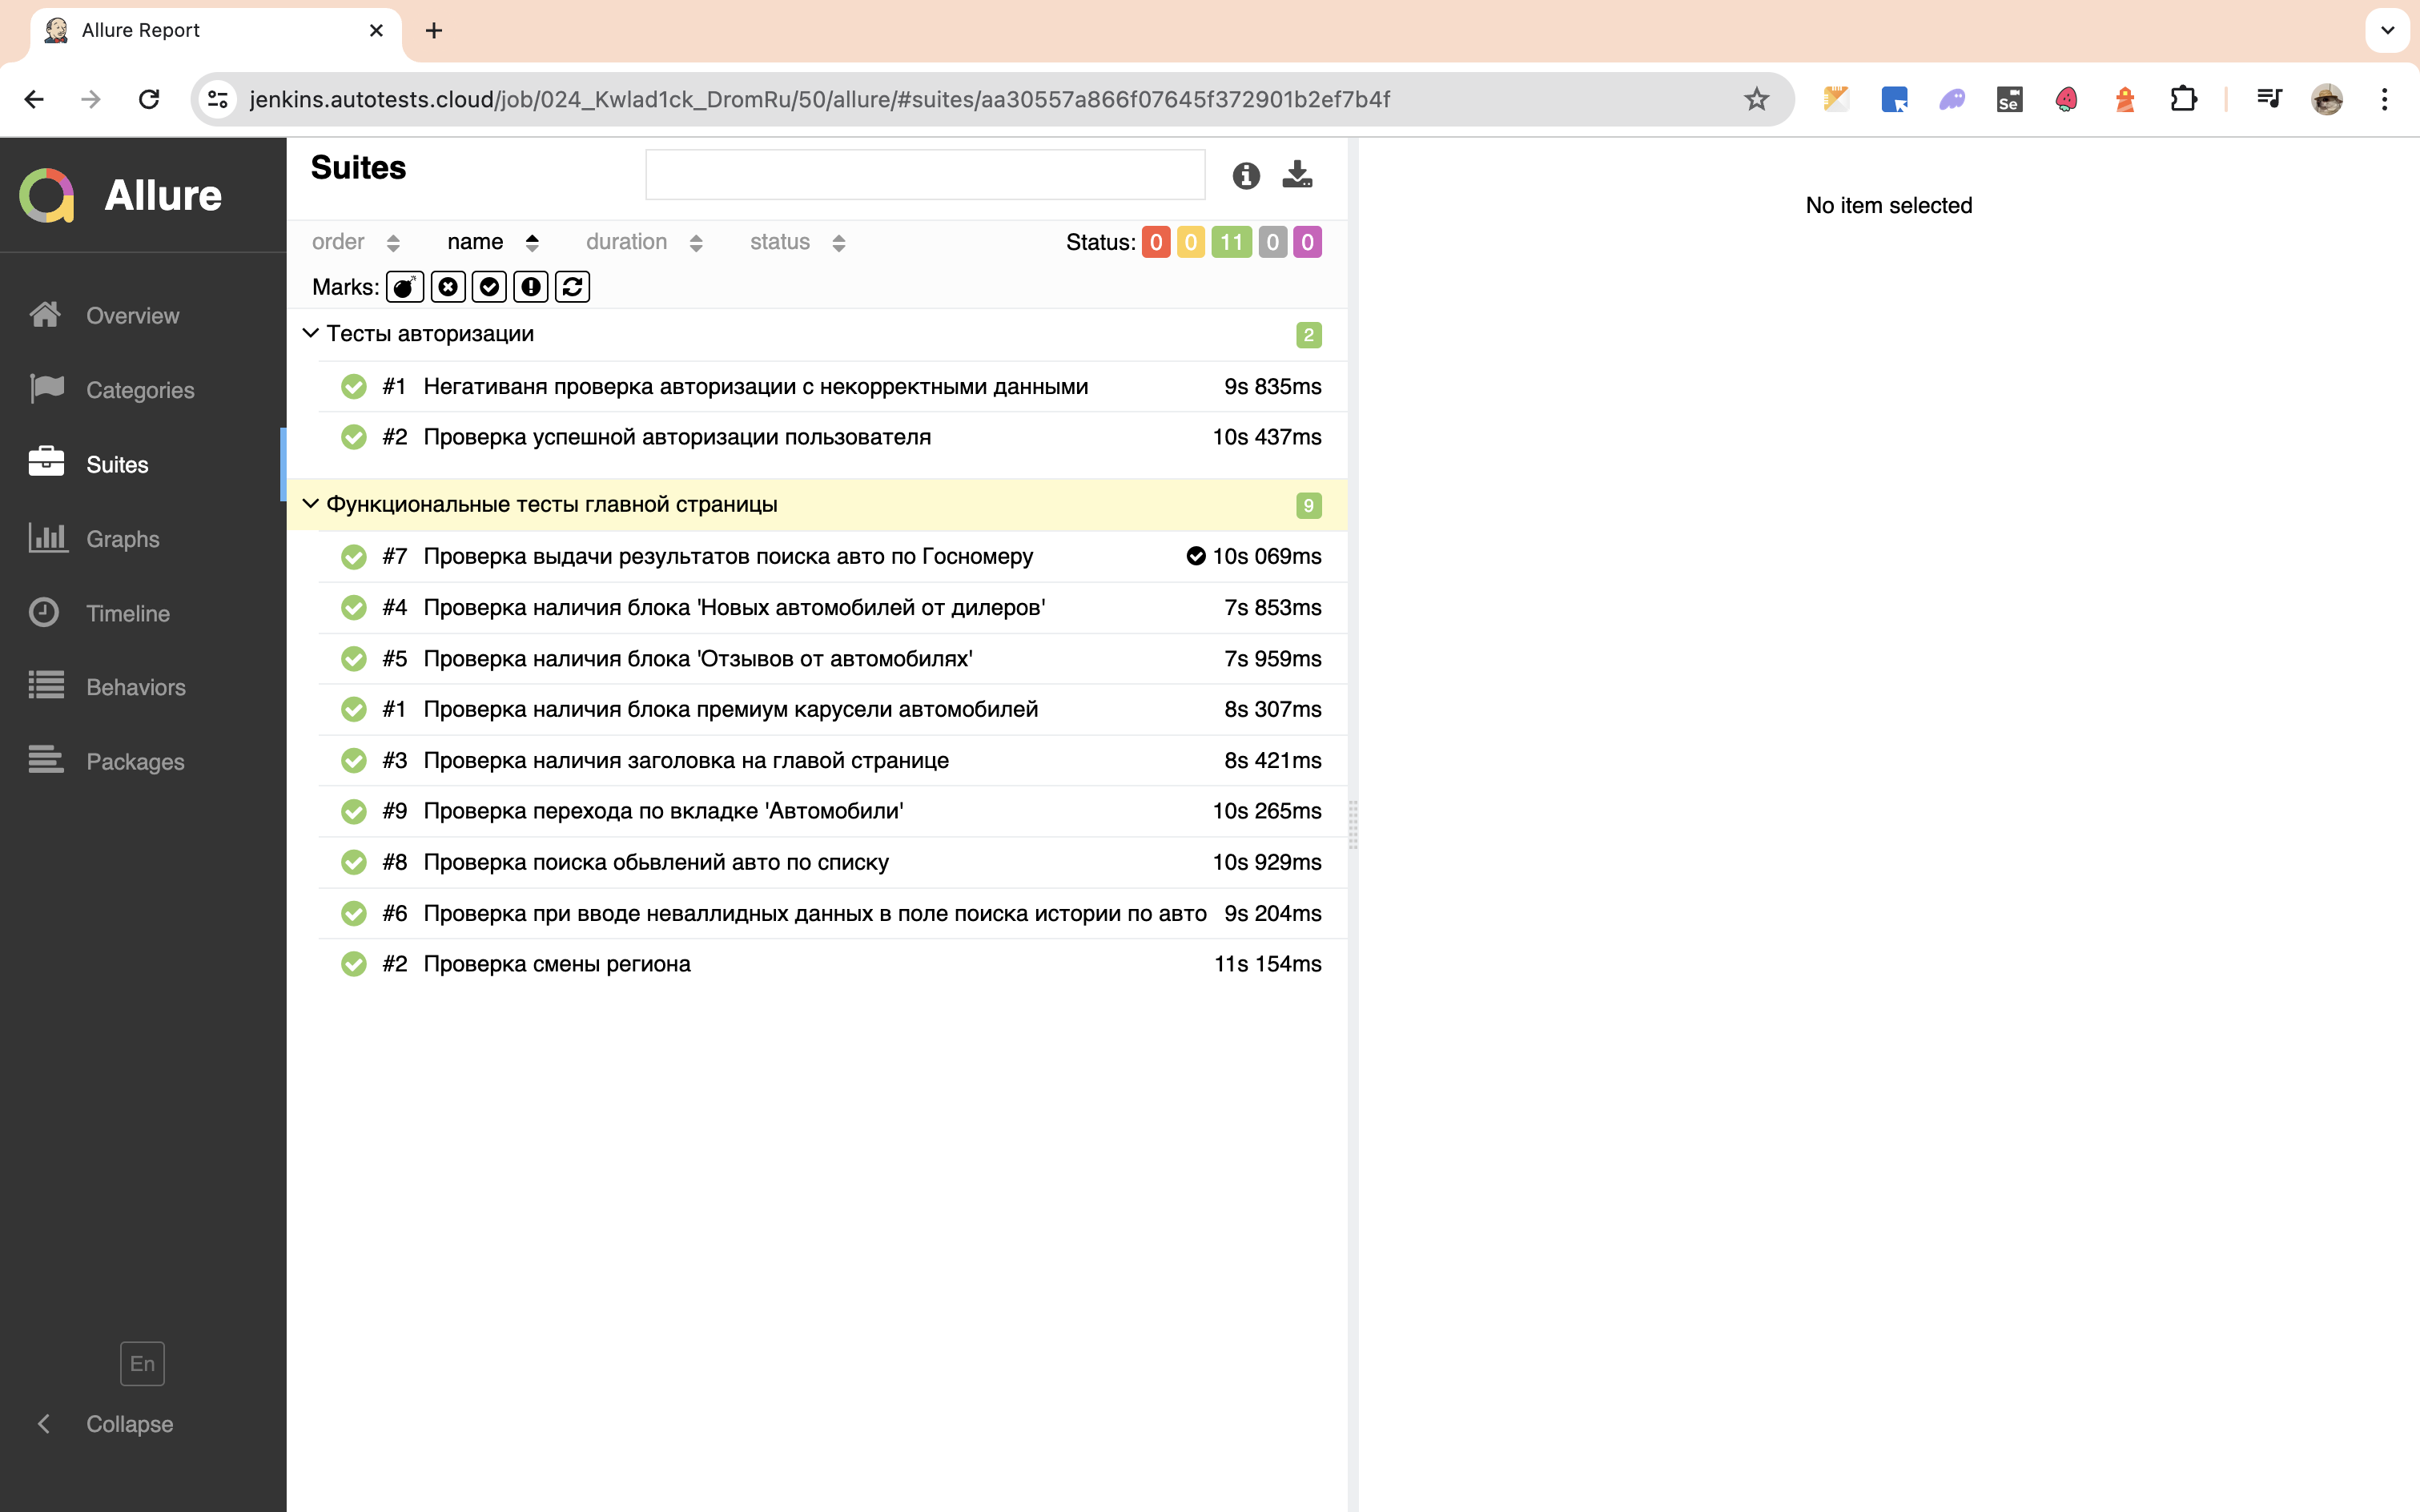 Allure Report
jenkins.autotests.cloud/job/024_Kwlad1ck_DromRu/50/allure/#suites/aa30557a866f07645f372901b2ef7b4f
Se
Allure
Overview
Categories
Suites
Graphs
Timeline
Behaviors
Packages
En
Collapse
Suites
order name duration status Status: 0 0 11 0 0
Marks:
Тесты авторизации 2
#1 Негативаня проверка авторизации с некорректными данными 9s 835ms
#2 Проверка успешной авторизации пользователя 10s 437ms
Функциональные тесты главной страницы 9
#7 Проверка выдачи результатов поиска авто по Госномеру 10s 069ms
#4 Проверка наличия блока 'Новых автомобилей от дилеров' 7s 853ms
#5 Проверка наличия блока 'Отзывов от автомобилях' 7s 959ms
#1 Проверка наличия блока премиум карусели автомобилей 8s 307ms
#3 Проверка наличия заголовка на главой странице 8s 421ms
#9 Проверка перехода по вкладке 'Автомобили' 10s 265ms
#8 Проверка поиска обьвлений авто по списку 10s 929ms
#6 Проверка при вводе неваллидных данных в поле поиска истории по авто 9s 204ms
#2 Проверка смены региона 11s 154ms
No item selected